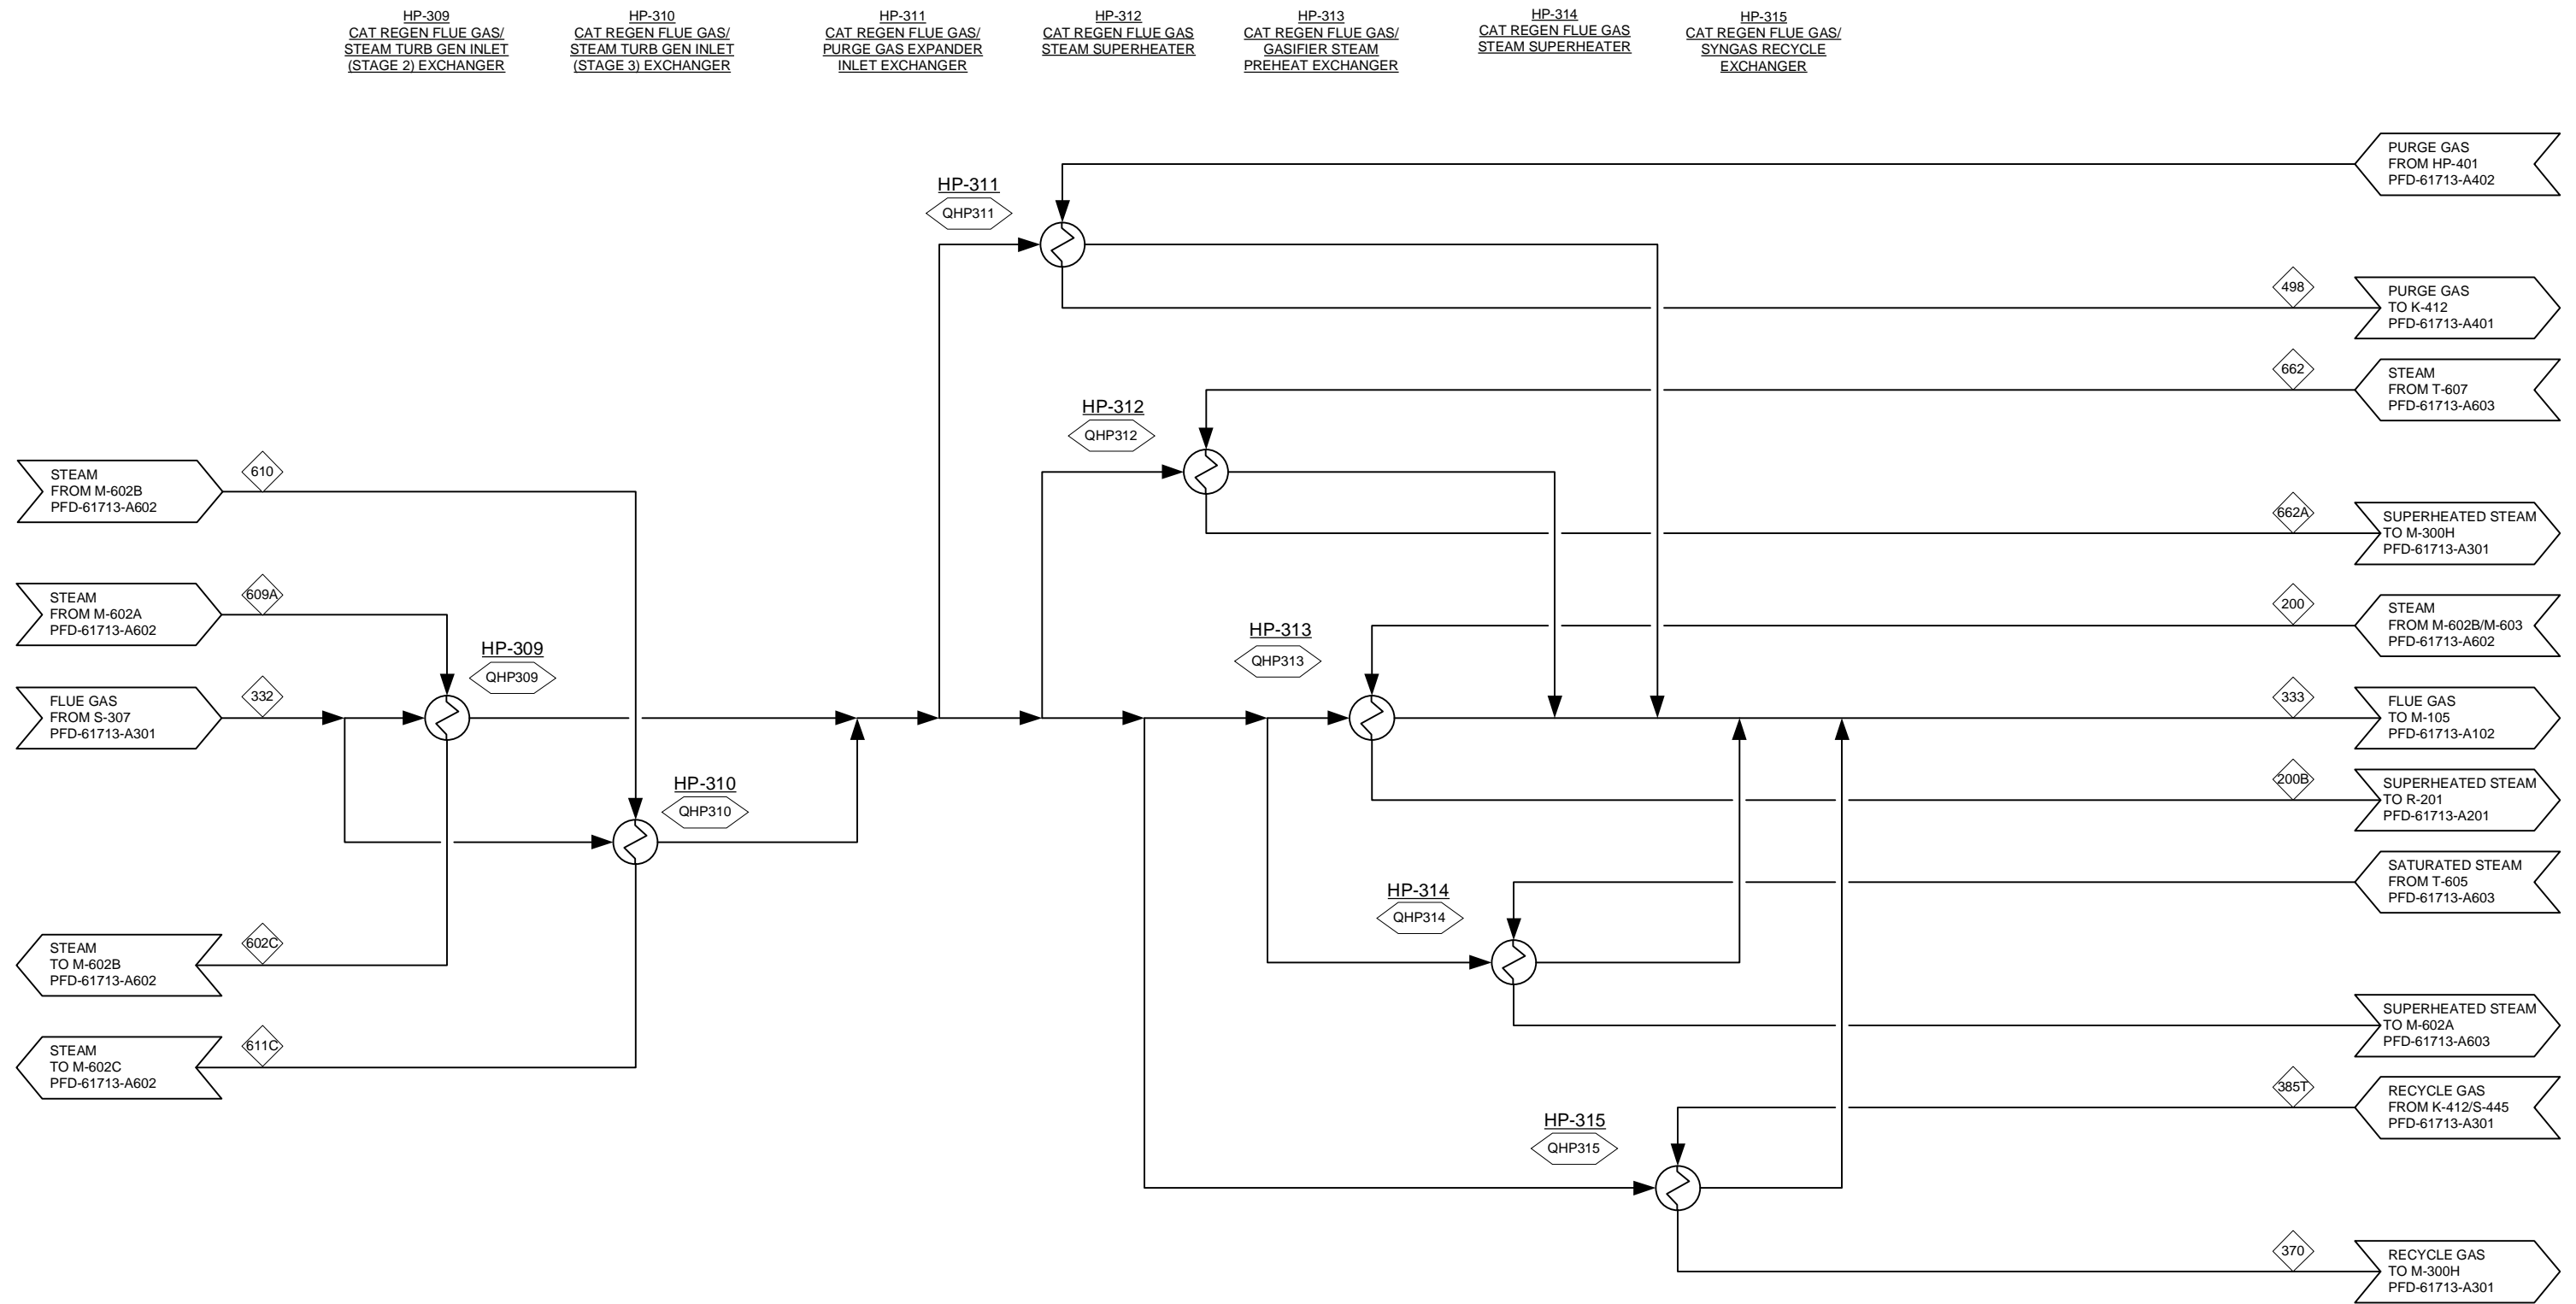 HP-309
CAT REGEN FLUE GAS/
STEAM TURB GEN INLET
(STAGE 2) EXCHANGER
HP-310
CAT REGEN FLUE GAS/
STEAM TURB GEN INLET
(STAGE 3) EXCHANGER
HP-311
CAT REGEN FLUE GAS/
PURGE GAS EXPANDER
INLET EXCHANGER
HP-312
CAT REGEN FLUE GAS
STEAM SUPERHEATER
HP-313
CAT REGEN FLUE GAS/
GASIFIER STEAM
PREHEAT EXCHANGER
HP-314
CAT REGEN FLUE GAS
STEAM SUPERHEATER
HP-315
CAT REGEN FLUE GAS/
SYNGAS RECYCLE
EXCHANGER
PURGE GAS
FROM HP-401
PFD-61713-A402
HP-311
QHP311
498
PURGE GAS
TO K-412
PFD-61713-A401
662
STEAM
FROM T-607
PFD-61713-A603
HP-312
QHP312
610
STEAM
FROM M-602B
PFD-61713-A602
662A
SUPERHEATED STEAM
TO M-300H
PFD-61713-A301
609A
STEAM
FROM M-602A
PFD-61713-A602
200
STEAM
FROM M-602B/M-603
PFD-61713-A602
HP-309
QHP309
HP-313
QHP313
332
FLUE GAS
FROM S-307
PFD-61713-A301
333
FLUE GAS
TO M-105
PFD-61713-A102
HP-310
QHP310
200B
SUPERHEATED STEAM
TO R-201
PFD-61713-A201
SATURATED STEAM
FROM T-605
PFD-61713-A603
HP-314
QHP314
602C
STEAM
TO M-602B
PFD-61713-A602
SUPERHEATED STEAM
TO M-602A
PFD-61713-A603
611C
STEAM
TO M-602C
PFD-61713-A602
385T
RECYCLE GAS
FROM K-412/S-445
PFD-61713-A301
HP-315
QHP315
370
RECYCLE GAS
TO M-300H
PFD-61713-A301